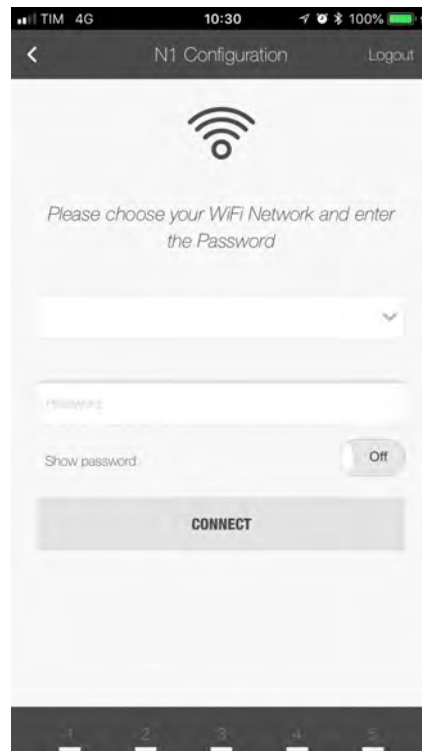 TIM 4G 10:30 100%
N1 Configuration Logout
Please choose your WiFi Network and enter
the Password
Password
Show password Off
CONNECT
1 2 3 4 5